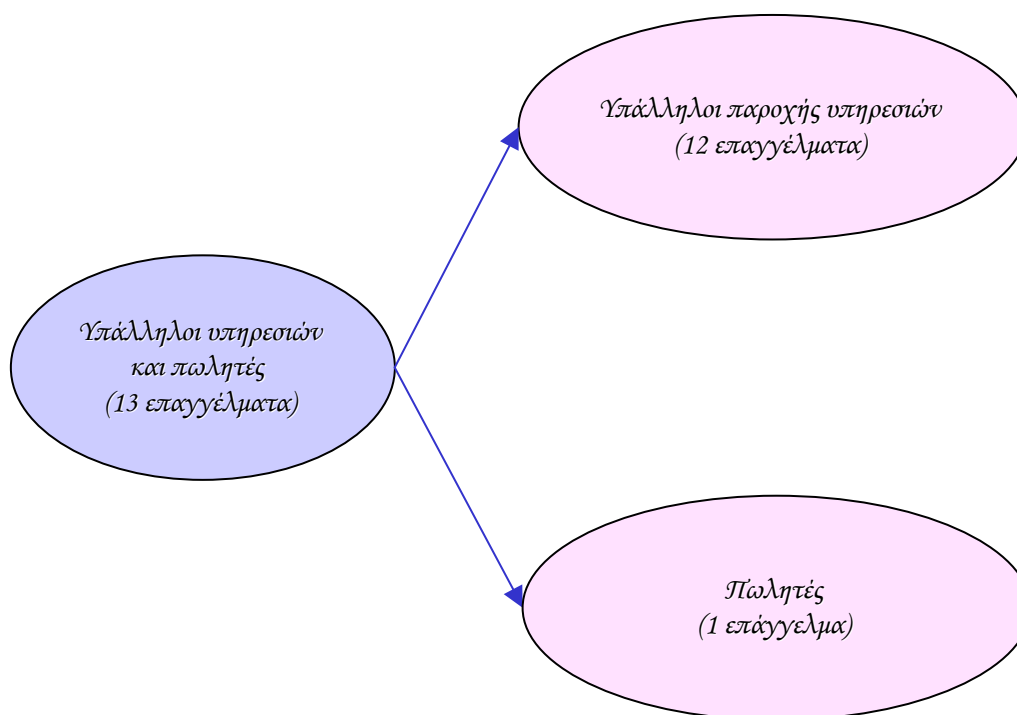 Υπάλληλοι παροχής υπηρεσιών
(12 επαγγέλματα)
Υπάλληλοι υπηρεσιών
και πωλητές
(13 επαγγέλματα)
Πωλητές
(1 επάγγελμα)